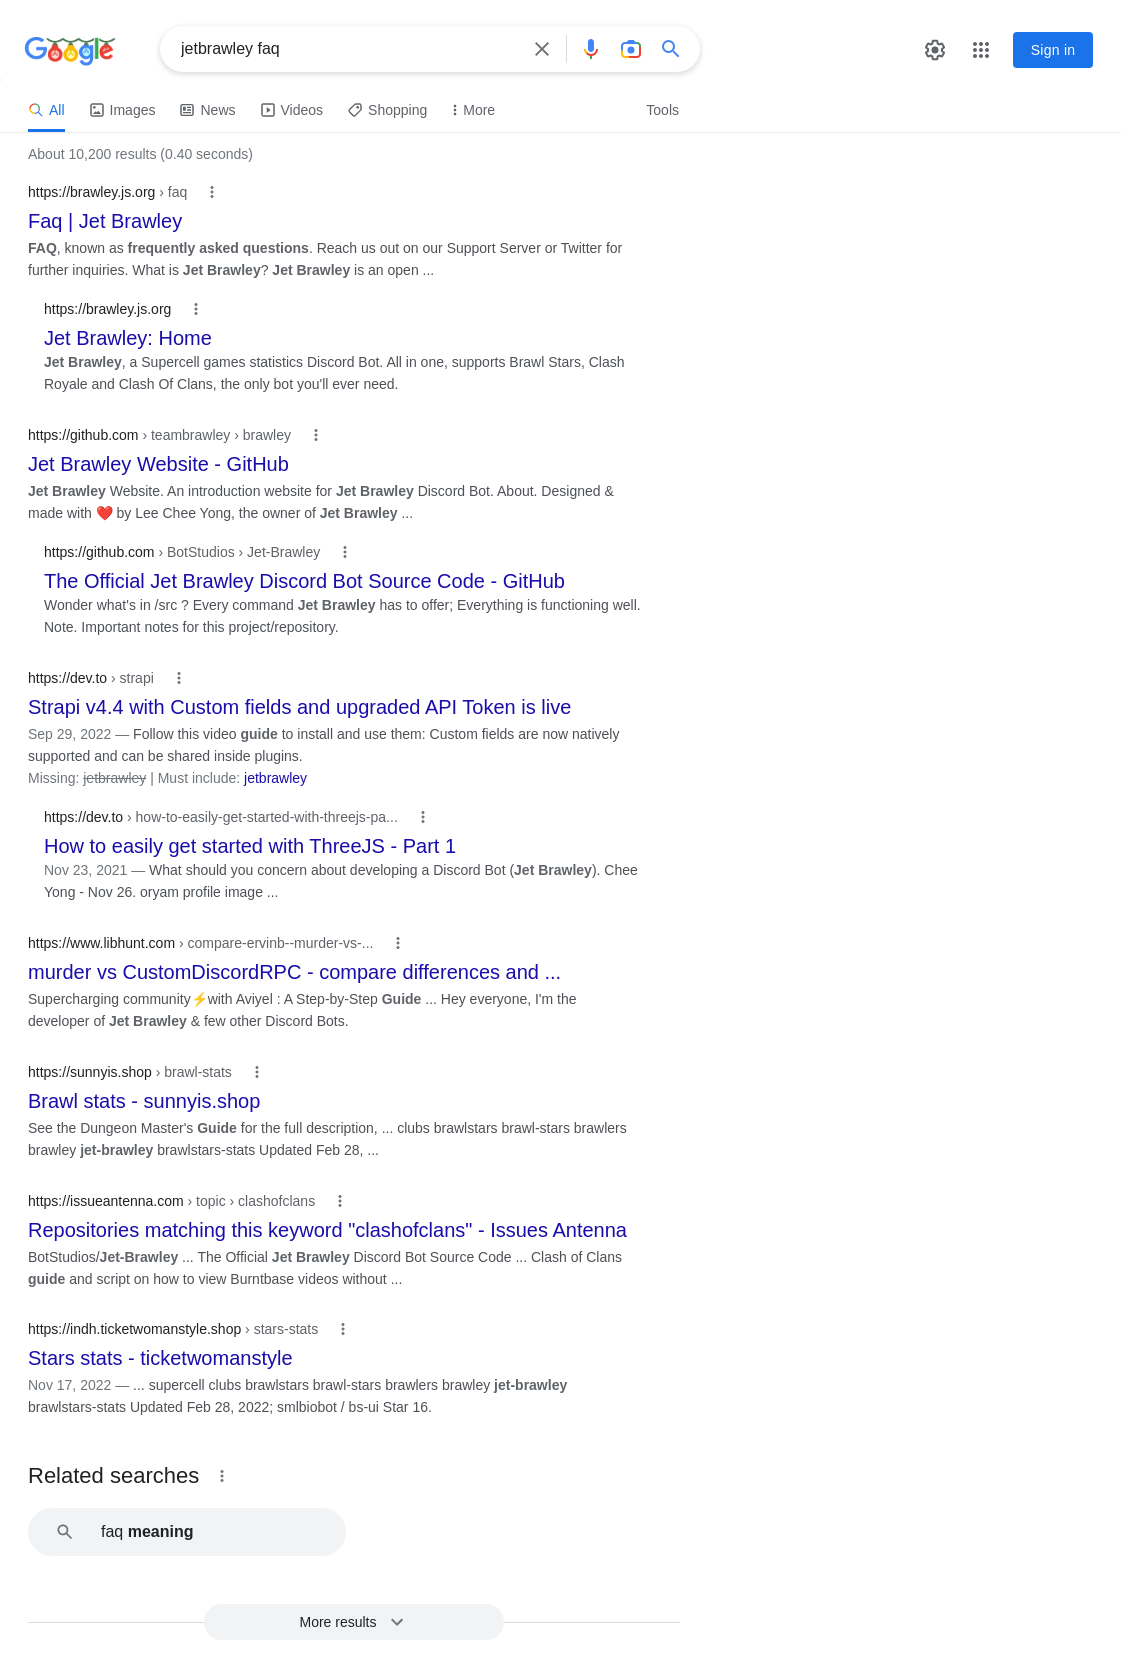 Google
jetbrawley faq
Sign in
All Images News Videos Shopping More Tools
About 10,200 results (0.40 seconds)
https://brawley.js.org › faq
Faq | Jet Brawley
FAQ, known as frequently asked questions. Reach us out on our Support Server or Twitter for
further inquiries. What is Jet Brawley? Jet Brawley is an open ...
https://brawley.js.org
Jet Brawley: Home
Jet Brawley, a Supercell games statistics Discord Bot. All in one, supports Brawl Stars, Clash
Royale and Clash Of Clans, the only bot you'll ever need.
https://github.com › teambrawley › brawley
Jet Brawley Website - GitHub
Jet Brawley Website. An introduction website for Jet Brawley Discord Bot. About. Designed &
made with ❤️ by Lee Chee Yong, the owner of Jet Brawley ...
https://github.com › BotStudios › Jet-Brawley
The Official Jet Brawley Discord Bot Source Code - GitHub
Wonder what's in /src ? Every command Jet Brawley has to offer; Everything is functioning well.
Note. Important notes for this project/repository.
https://dev.to › strapi
Strapi v4.4 with Custom fields and upgraded API Token is live
Sep 29, 2022 — Follow this video guide to install and use them: Custom fields are now natively
supported and can be shared inside plugins.
Missing: jetbrawley | Must include: jetbrawley
https://dev.to › how-to-easily-get-started-with-threejs-pa...
How to easily get started with ThreeJS - Part 1
Nov 23, 2021 — What should you concern about developing a Discord Bot (Jet Brawley). Chee
Yong - Nov 26. oryam profile image ...
https://www.libhunt.com › compare-ervinb--murder-vs-...
murder vs CustomDiscordRPC - compare differences and ...
Supercharging community⚡with Aviyel : A Step-by-Step Guide ... Hey everyone, I'm the
developer of Jet Brawley & few other Discord Bots.
https://sunnyis.shop › brawl-stats
Brawl stats - sunnyis.shop
See the Dungeon Master's Guide for the full description, ... clubs brawlstars brawl-stars brawlers
brawley jet-brawley brawlstars-stats Updated Feb 28, ...
https://issueantenna.com › topic › clashofclans
Repositories matching this keyword "clashofclans" - Issues Antenna
BotStudios/Jet-Brawley ... The Official Jet Brawley Discord Bot Source Code ... Clash of Clans
guide and script on how to view Burntbase videos without ...
https://indh.ticketwomanstyle.shop › stars-stats
Stars stats - ticketwomanstyle
Nov 17, 2022 — ... supercell clubs brawlstars brawl-stars brawlers brawley jet-brawley
brawlstars-stats Updated Feb 28, 2022; smlbiobot / bs-ui Star 16.
Related searches
faq meaning
More results